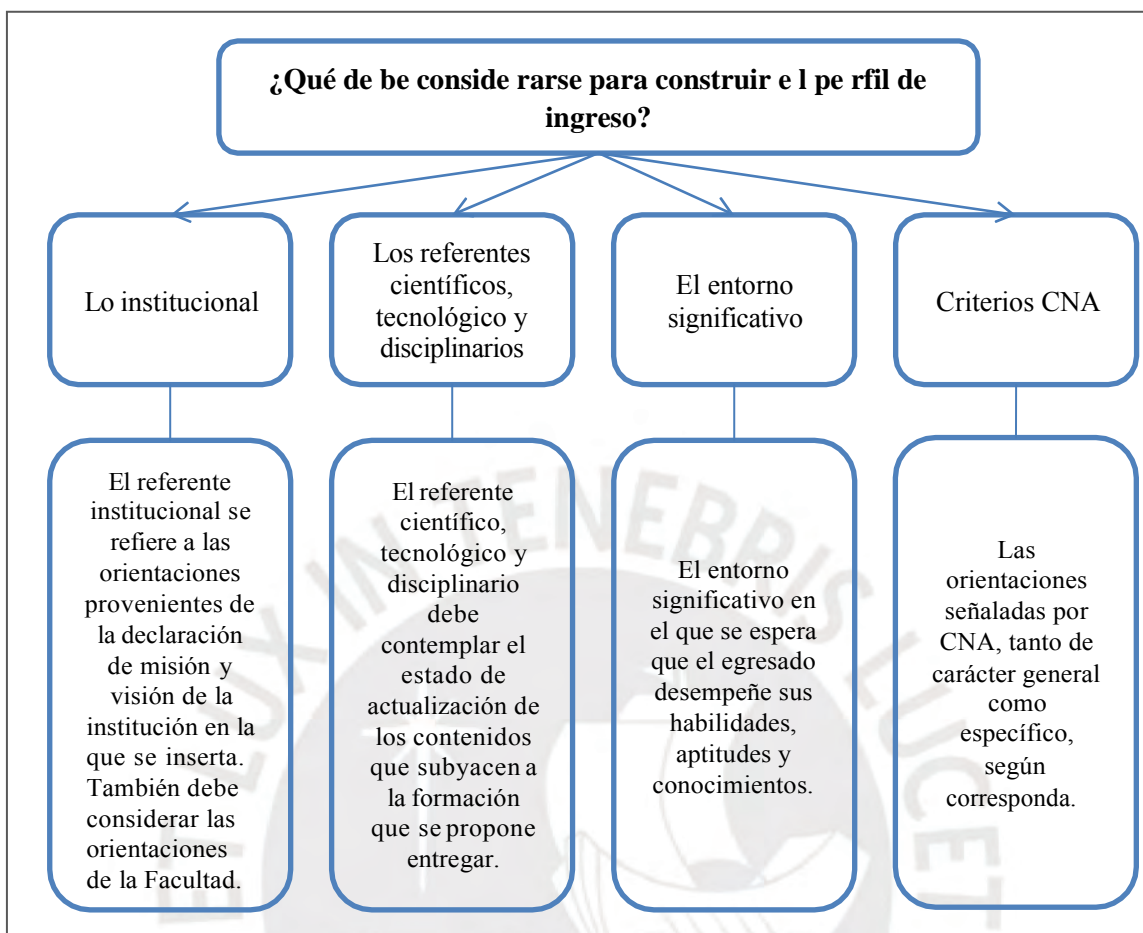 ¿Qué de be conside rarse para construir e l pe rfil de
ingreso?
Lo institucional
Los referentes
científicos,
tecnológico y
disciplinarios
El entorno
significativo
Criterios CNA
El referente
institucional se
refiere a las
orientaciones
provenientes de
la declaración
de misión y
visión de la
institución en la
que se inserta.
También debe
considerar las
orientaciones
de la Facultad.
El referente
científico,
tecnológico y
disciplinario
debe
contemplar el
estado de
actualización de
los contenidos
que subyacen a
la formación
que se propone
entregar.
El entorno
significativo en
el que se espera
que el egresado
desempeñe sus
habilidades,
aptitudes y
conocimientos.
Las
orientaciones
señaladas por
CNA, tanto de
carácter general
como
específico,
según
corresponda.
ET LUX IN TENEBRIS LUCET